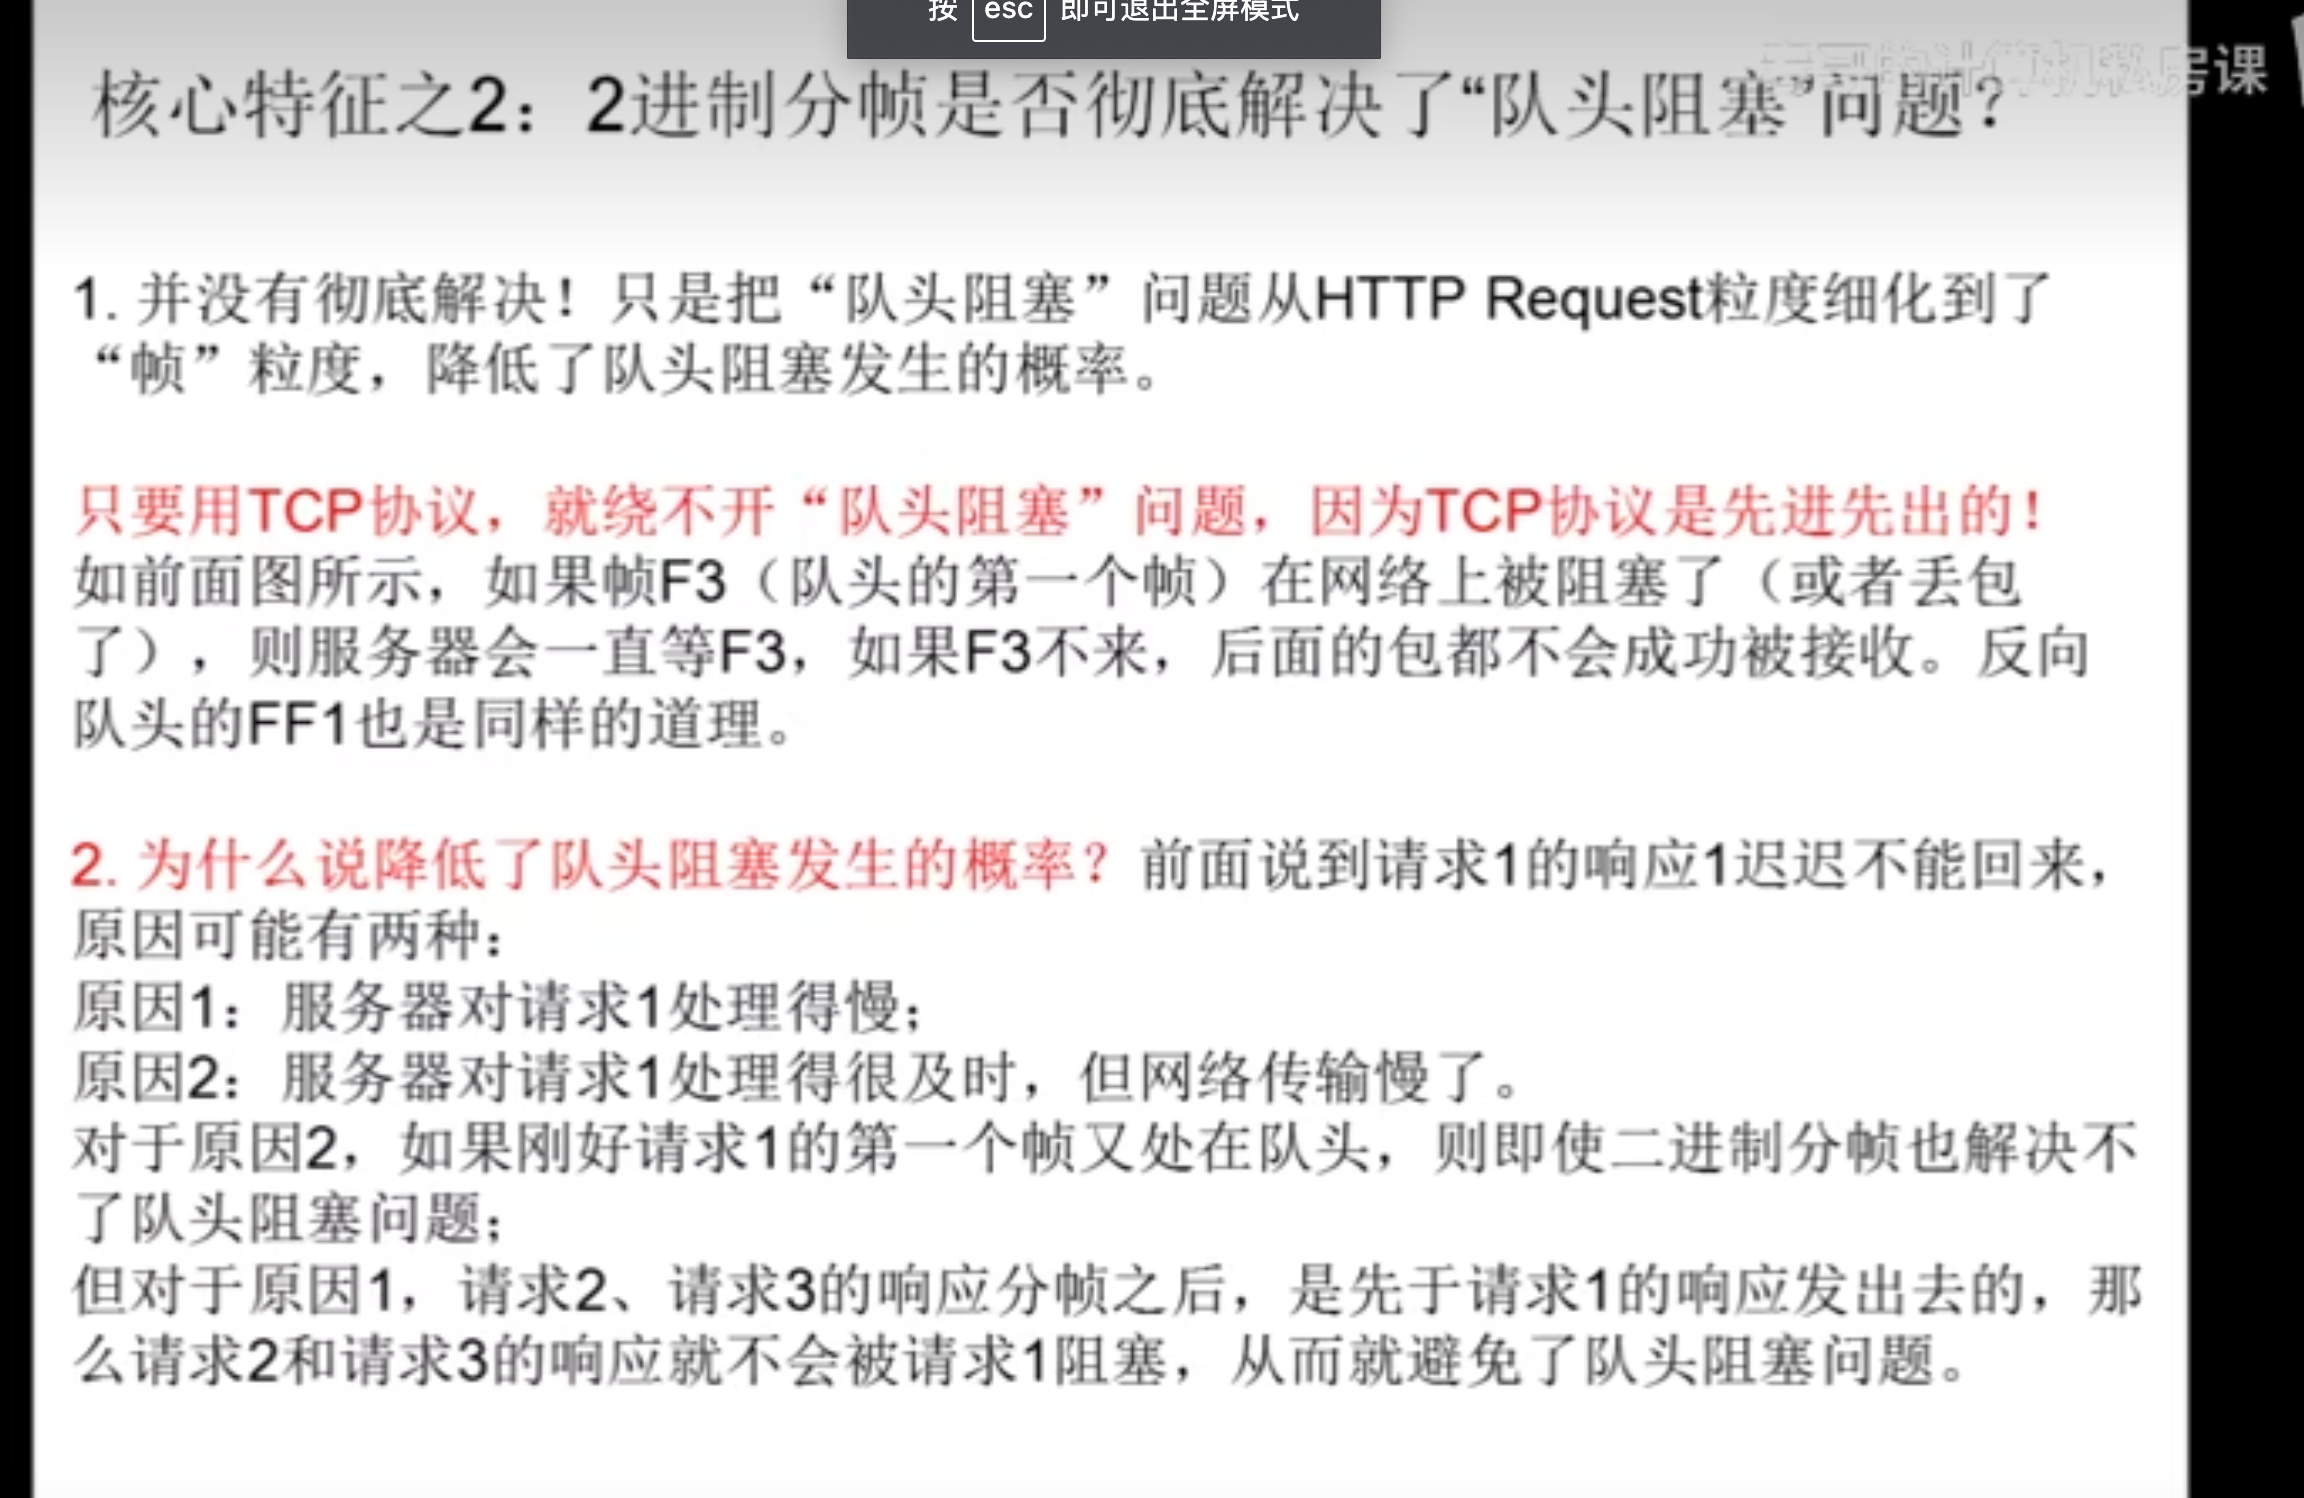 按 esc 即可退出全屏模式
房课
核心特征之2：2进制分帧是否彻底解决了“队头阻塞”问题？
1. 并没有彻底解决！只是把“队头阻塞”问题从HTTP Request粒度细化到了
“帧”粒度，降低了队头阻塞发生的概率。
只要用TCP协议，就绕不开“队头阻塞”问题，因为TCP协议是先进先出的！
如前面图所示，如果帧F3（队头的第一个帧）在网络上被阻塞了（或者丢包
了），则服务器会一直等F3，如果F3不来，后面的包都不会成功被接收。反向
队头的FF1也是同样的道理。
2. 为什么说降低了队头阻塞发生的概率？前面说到请求1的响应1迟迟不能回来，
原因可能有两种：
原因1：服务器对请求1处理得慢；
原因2：服务器对请求1处理得很及时，但网络传输慢了。
对于原因2，如果刚好请求1的第一个帧又处在队头，则即使二进制分帧也解决不
了队头阻塞问题；
但对于原因1，请求2、请求3的响应分帧之后，是先于请求1的响应发出去的，那
么请求2和请求3的响应就不会被请求1阻塞，从而就避免了队头阻塞问题。